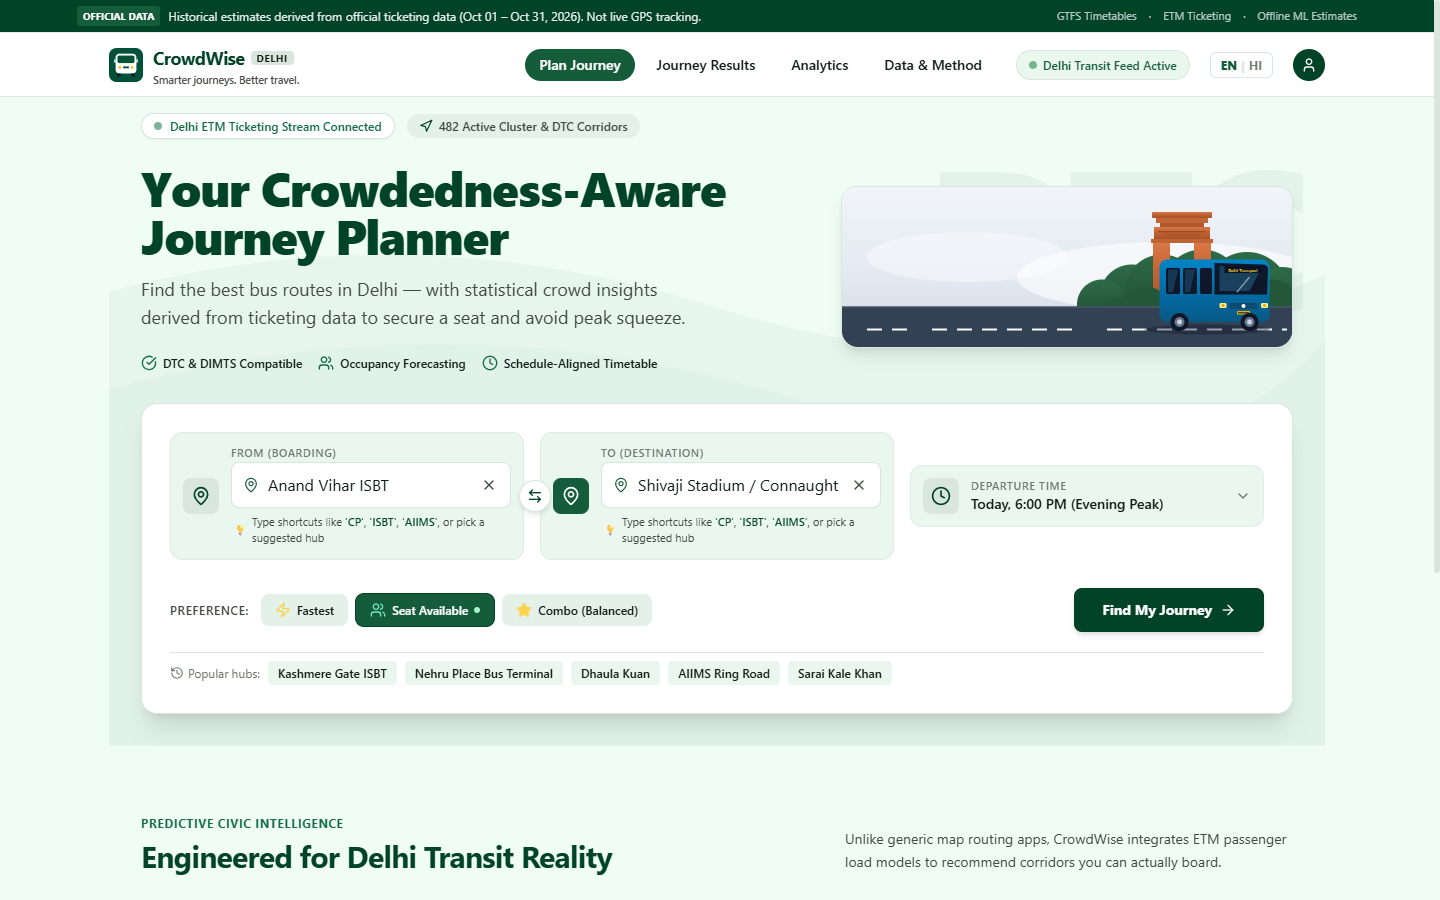 OFFICIAL DATA Historical estimates derived from official ticketing data (Oct 01 – Oct 31, 2026). Not live GPS tracking. GTFS Timetables · ETM Ticketing · Offline ML Estimates
CrowdWise DELHI
Smarter journeys. Better travel.
Plan Journey Journey Results Analytics Data & Method Delhi Transit Feed Active EN | HI
Delhi ETM Ticketing Stream Connected 482 Active Cluster & DTC Corridors
Your Crowdedness-Aware
Journey Planner
Find the best bus routes in Delhi — with statistical crowd insights
derived from ticketing data to secure a seat and avoid peak squeeze.
DTC & DIMTS Compatible Occupancy Forecasting Schedule-Aligned Timetable
Delhi Transport
FROM (BOARDING)
Anand Vihar ISBT
Type shortcuts like 'CP', 'ISBT', 'AIIMS', or pick a
suggested hub
TO (DESTINATION)
Shivaji Stadium / Connaught
Type shortcuts like 'CP', 'ISBT', 'AIIMS', or pick a
suggested hub
DEPARTURE TIME
Today, 6:00 PM (Evening Peak)
PREFERENCE: Fastest Seat Available Combo (Balanced) Find My Journey
Popular hubs: Kashmere Gate ISBT Nehru Place Bus Terminal Dhaula Kuan AIIMS Ring Road Sarai Kale Khan
PREDICTIVE CIVIC INTELLIGENCE
Engineered for Delhi Transit Reality
Unlike generic map routing apps, CrowdWise integrates ETM passenger
load models to recommend corridors you can actually board.